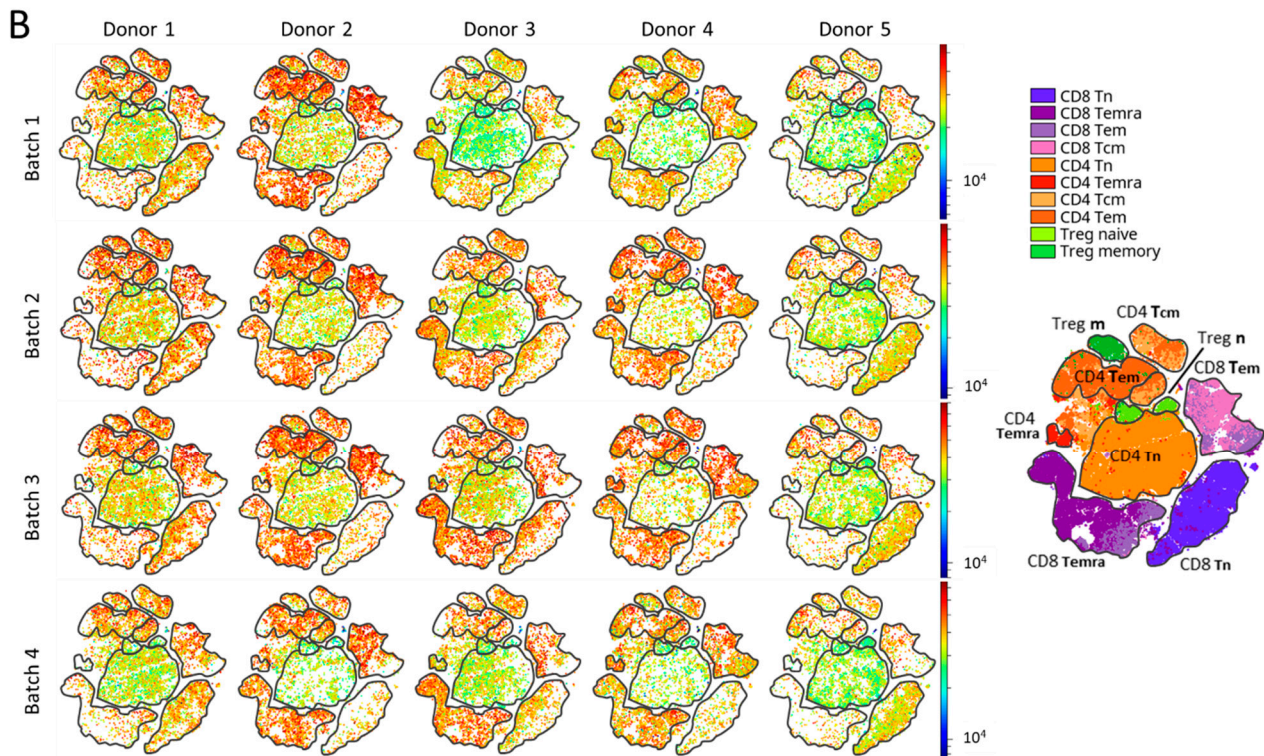 B
Donor 1
Donor 2
Donor 3
Donor 4
Donor 5
Batch 1
10⁴
Batch 2
10⁴
Batch 3
10⁴
Batch 4
10⁴
CD8 Tn
CD8 Temra
CD8 Tem
CD8 Tcm
CD4 Tn
CD4 Temra
CD4 Tcm
CD4 Tem
Treg naive
Treg memory
CD4 Tcm
Treg m
Treg n
CD8 Tem
CD4 Tem
CD4
Temra
CD4 Tn
CD8 Temra
CD8 Tn